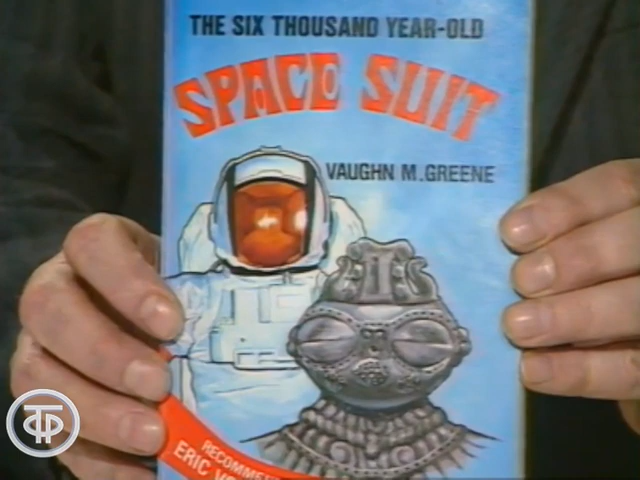 THE SIX THOUSAND YEAR-OLD
SPACE SUIT
VAUGHN M. GREENE
ERIC